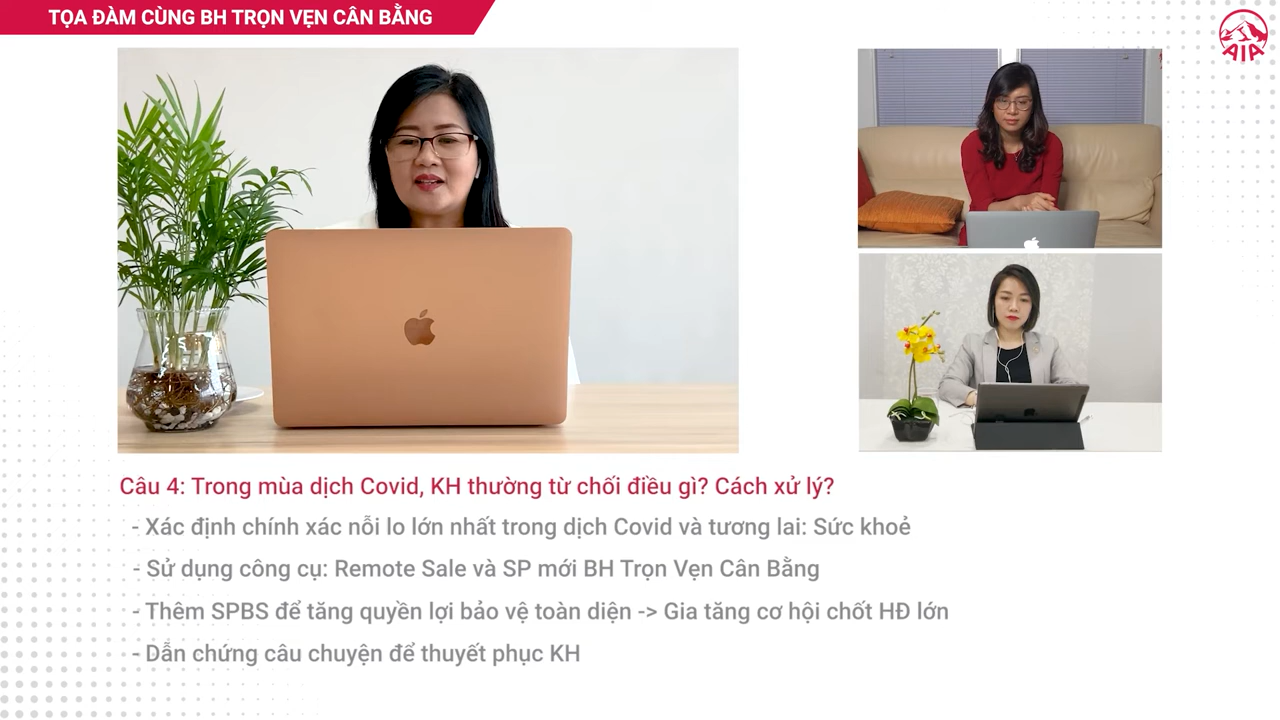 TỌA ĐÀM CÙNG BH TRỌN VẸN CÂN BẰNG
AIA
Câu 4: Trong mùa dịch Covid, KH thường từ chối điều gì? Cách xử lý?
- Xác định chính xác nỗi lo lớn nhất trong dịch Covid và tương lai: Sức khoẻ
- Sử dụng công cụ: Remote Sale và SP mới BH Trọn Vẹn Cân Bằng
- Thêm SPBS để tăng quyền lợi bảo vệ toàn diện -> Gia tăng cơ hội chốt HĐ lớn
- Dẫn chứng câu chuyện để thuyết phục KH